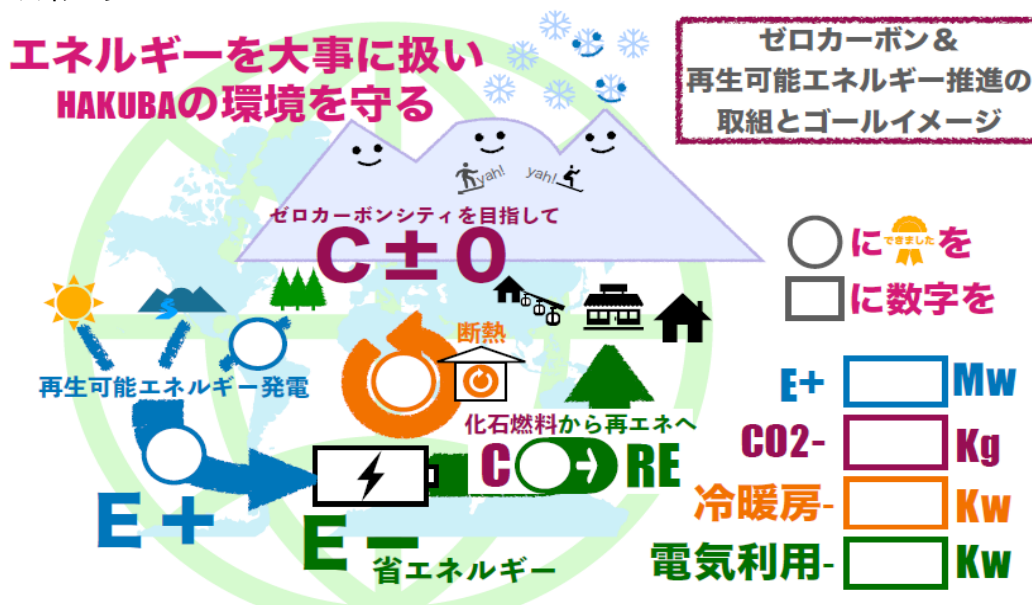 エネルギーを大事に扱い
HAKUBAの環境を守る
ゼロカーボン＆
再生可能エネルギー推進の
取組とゴールイメージ
yah! yah!
ゼロカーボンシティを目指して
C±0
○にできましたを
□に数字を
断熱
再生可能エネルギー発電
化石燃料から再エネへ
C → RE
E＋
E－
省エネルギー
E+ Mw
CO2- Kg
冷暖房- Kw
電気利用- Kw